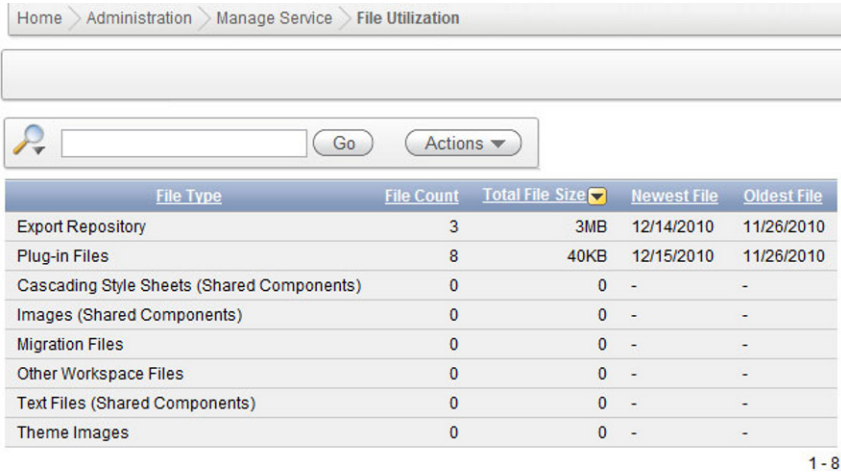 Home Administration Manage Service File Utilization
Go Actions
File Type File Count Total File Size Newest File Oldest File
Export Repository 3 3MB 12/14/2010 11/26/2010
Plug-in Files 8 40KB 12/15/2010 11/26/2010
Cascading Style Sheets (Shared Components) 0 0 - -
Images (Shared Components) 0 0 - -
Migration Files 0 0 - -
Other Workspace Files 0 0 - -
Text Files (Shared Components) 0 0 - -
Theme Images 0 0 - -
1 - 8